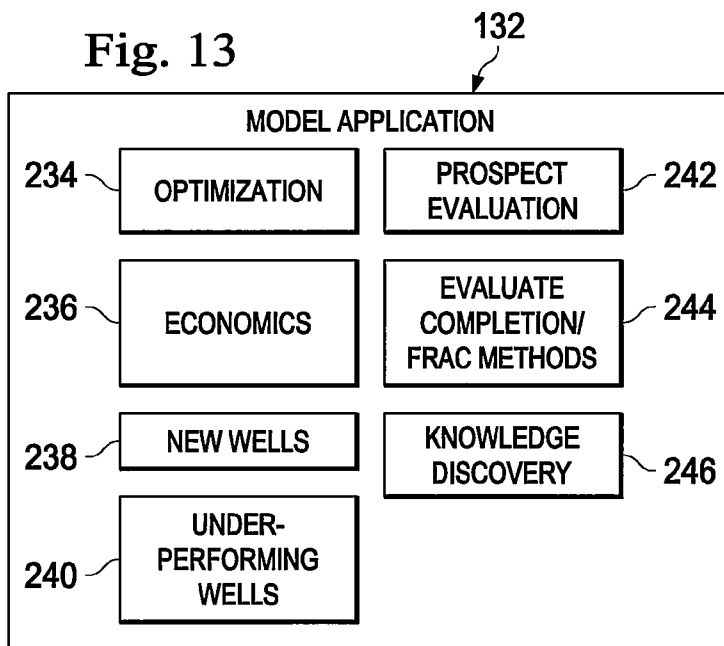 Fig. 13
132
MODEL APPLICATION
234
OPTIMIZATION
PROSPECT
EVALUATION
242
236
ECONOMICS
EVALUATE
COMPLETION/
FRAC METHODS
244
238
NEW WELLS
KNOWLEDGE
DISCOVERY
246
240
UNDER-
PERFORMING
WELLS